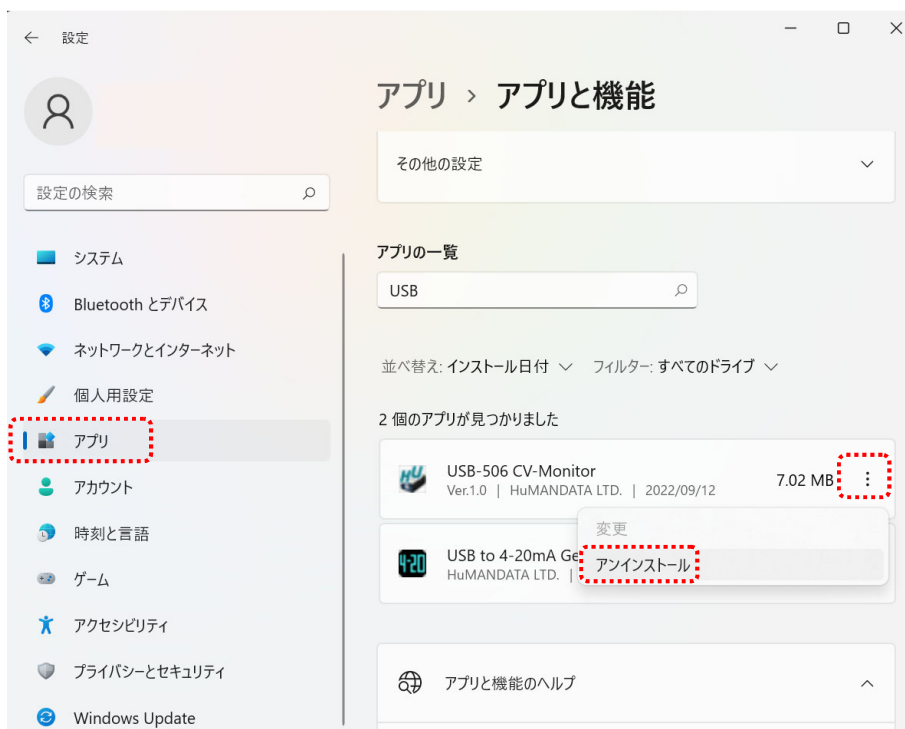 設定
アプリ › アプリと機能
その他の設定
設定の検索
システム
Bluetooth とデバイス
ネットワークとインターネット
個人用設定
アプリ
アカウント
時刻と言語
ゲーム
アクセシビリティ
プライバシーとセキュリティ
Windows Update
アプリの一覧
USB
並べ替え: インストール日付 フィルター: すべてのドライブ
2 個のアプリが見つかりました
USB-506 CV-Monitor 7.02 MB
Ver.1.0 | HuMANDATA LTD. | 2022/09/12
変更
アンインストール
4-20
USB to 4-20mA Ge
HuMANDATA LTD. |
アプリと機能のヘルプ